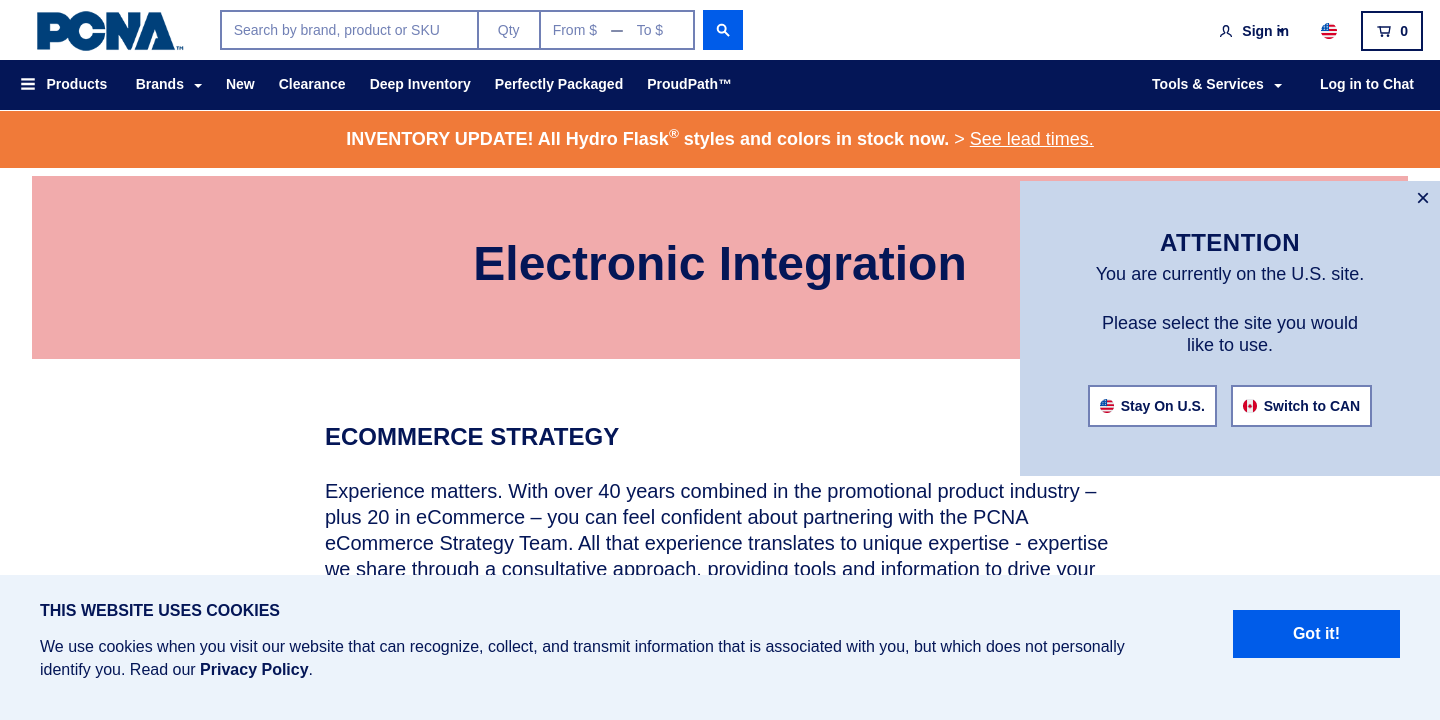 PCNA™
Search by brand, product or SKU
Qty
From $ — To $
Sign in
0
Products
Brands
New
Clearance
Deep Inventory
Perfectly Packaged
ProudPath™
Tools & Services
Log in to Chat
INVENTORY UPDATE! All Hydro Flask® styles and colors in stock now. > See lead times.
Electronic Integration
×
ATTENTION
You are currently on the U.S. site.
Please select the site you would
like to use.
Stay On U.S.
Switch to CAN
ECOMMERCE STRATEGY
Experience matters. With over 40 years combined in the promotional product industry –
plus 20 in eCommerce – you can feel confident about partnering with the PCNA
eCommerce Strategy Team. All that experience translates to unique expertise - expertise
we share through a consultative approach, providing tools and information to drive your
THIS WEBSITE USES COOKIES
We use cookies when you visit our website that can recognize, collect, and transmit information that is associated with you, but which does not personally
identify you. Read our Privacy Policy.
Got it!